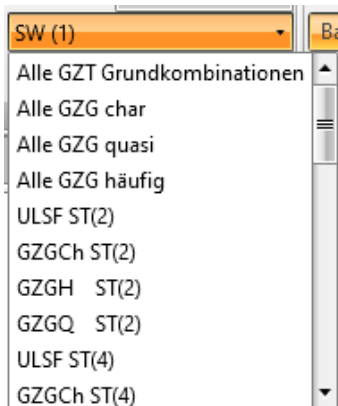 SW (1)
Ba
Alle GZT Grundkombinationen
Alle GZG char
Alle GZG quasi
Alle GZG häufig
ULSF ST(2)
GZGCh ST(2)
GZGH ST(2)
GZGQ ST(2)
ULSF ST(4)
GZGCh ST(4)